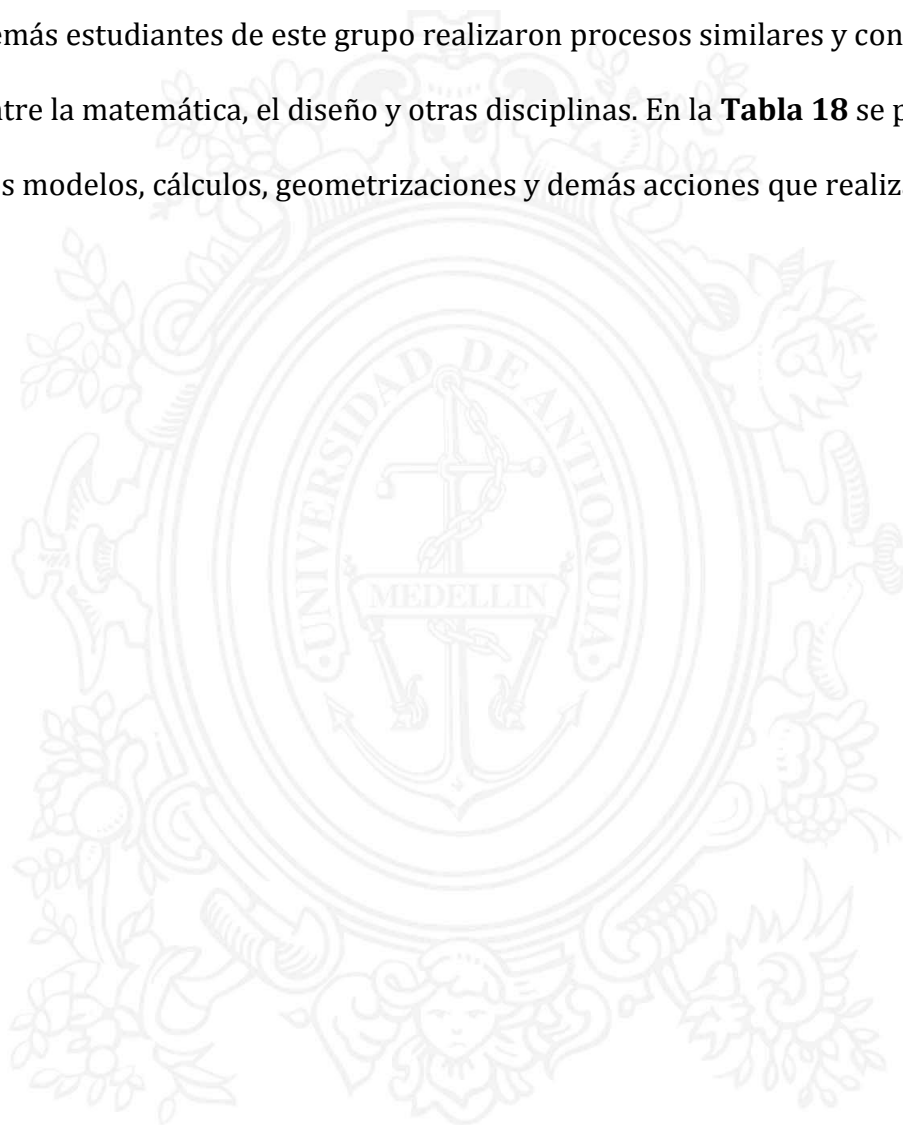 emás estudiantes de este grupo realizaron procesos similares y con
ntre la matemática, el diseño y otras disciplinas. En la Tabla 18 se p
s modelos, cálculos, geometrizaciones y demás acciones que realiz
UNIVERSIDAD DE ANTIOQUIA
MEDELLIN